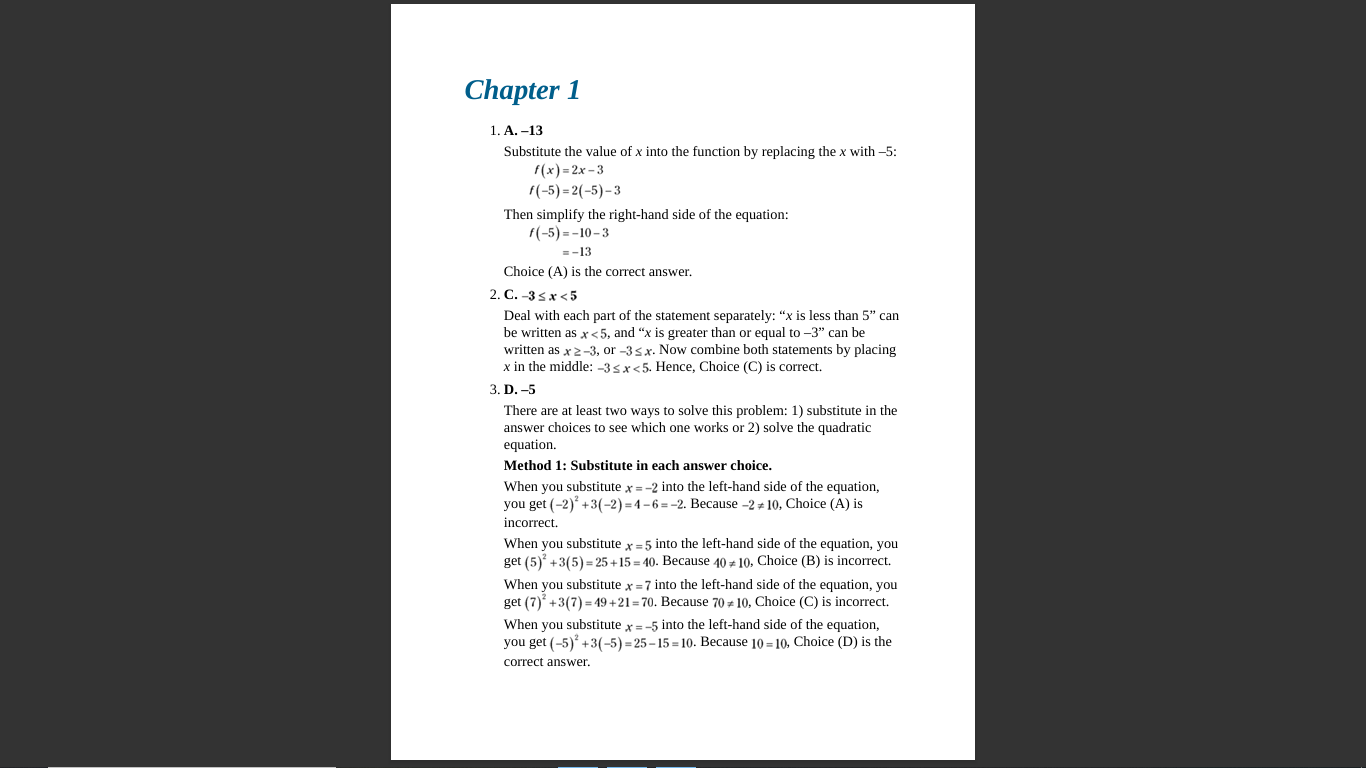 Chapter 1
1. A. –13
Substitute the value of x into the function by replacing the x with –5:
f(x) = 2x – 3
f(–5) = 2(–5) – 3
Then simplify the right-hand side of the equation:
f(–5) = –10 – 3
= –13
Choice (A) is the correct answer.
2. C. –3 ≤ x < 5
Deal with each part of the statement separately: “x is less than 5” can
be written as x < 5, and “x is greater than or equal to –3” can be
written as x ≥ –3, or –3 ≤ x. Now combine both statements by placing
x in the middle: –3 ≤ x < 5. Hence, Choice (C) is correct.
3. D. –5
There are at least two ways to solve this problem: 1) substitute in the
answer choices to see which one works or 2) solve the quadratic
equation.
Method 1: Substitute in each answer choice.
When you substitute x = –2 into the left-hand side of the equation,
you get (–2)² + 3(–2) = 4 – 6 = –2. Because –2 ≠ 10, Choice (A) is
incorrect.
When you substitute x = 5 into the left-hand side of the equation, you
get (5)² + 3(5) = 25 + 15 = 40. Because 40 ≠ 10, Choice (B) is incorrect.
When you substitute x = 7 into the left-hand side of the equation, you
get (7)² + 3(7) = 49 + 21 = 70. Because 70 ≠ 10, Choice (C) is incorrect.
When you substitute x = –5 into the left-hand side of the equation,
you get (–5)² + 3(–5) = 25 – 15 = 10. Because 10 = 10, Choice (D) is the
correct answer.